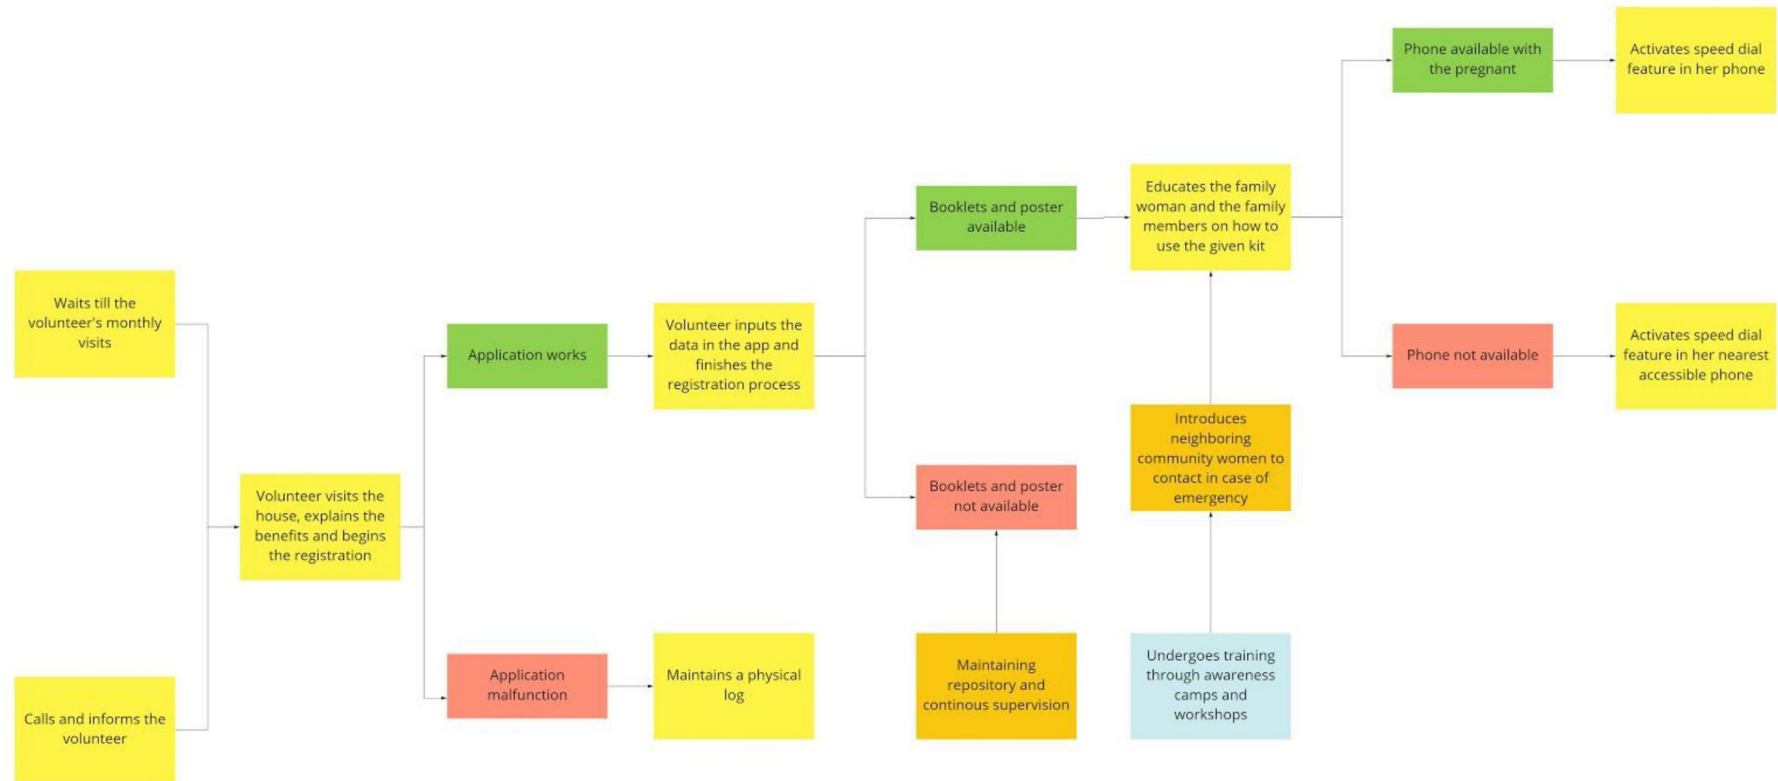 Waits till the
volunteer's monthly
visits
Calls and informs the
volunteer
Volunteer visits the
house, explains the
benefits and begins
the registration
Application works
Application
malfunction
Volunteer inputs the
data in the app and
finishes the
registration process
Maintains a physical
log
Booklets and poster
available
Booklets and poster
not available
Maintaining
repository and
continous supervision
Educates the family
woman and the family
members on how to
use the given kit
Introduces
neighboring
community women to
contact in case of
emergency
Undergoes training
through awareness
camps and
workshops
Phone available with
the pregnant
Phone not available
Activates speed dial
feature in her phone
Activates speed dial
feature in her nearest
accessible phone